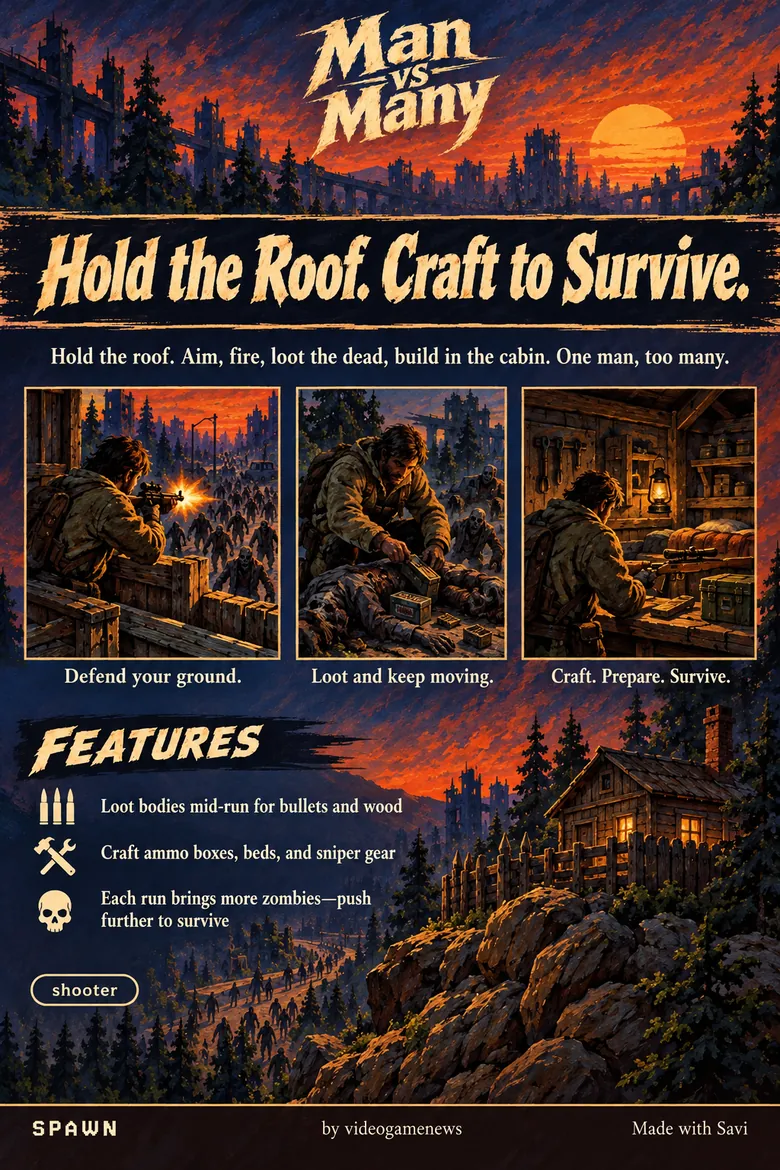 Man
vs
Many
Hold the Roof. Craft to Survive.
Hold the roof. Aim, fire, loot the dead, build in the cabin. One man, too many.
Defend your ground.
Loot and keep moving.
Craft. Prepare. Survive.
FEATURES
Loot bodies mid-run for bullets and wood
Craft ammo boxes, beds, and sniper gear
Each run brings more zombies—push
further to survive
shooter
SPAWN
by videogamenews
Made with Savi